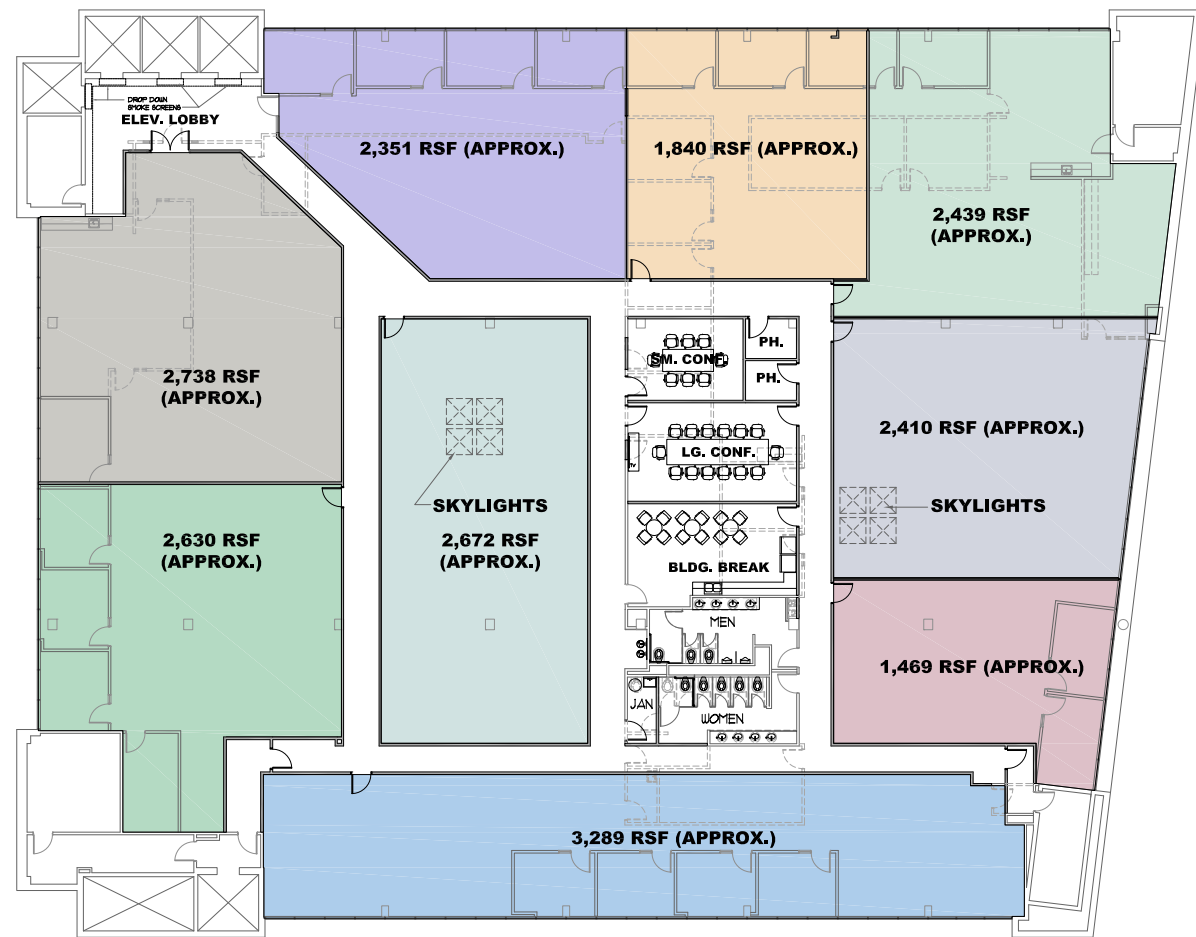 DROP DOWN
SMOKE SCREENS
ELEV. LOBBY
2,351 RSF (APPROX.)
1,840 RSF (APPROX.)
2,439 RSF
(APPROX.)
2,738 RSF
(APPROX.)
SM. CONF.
PH.
PH.
LG. CONF.
TV
2,410 RSF (APPROX.)
SKYLIGHTS
SKYLIGHTS
2,630 RSF
(APPROX.)
2,672 RSF
(APPROX.)
BLDG. BREAK
MEN
1,469 RSF (APPROX.)
JAN
WOMEN
3,289 RSF (APPROX.)